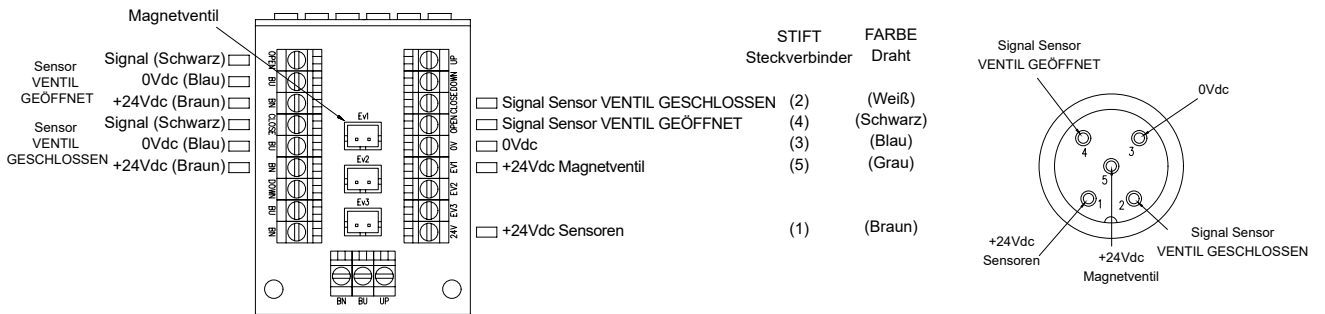 Magnetventil
Sensor
VENTIL
GEÖFFNET
Signal (Schwarz)
0Vdc (Blau)
+24Vdc (Braun)
Sensor
VENTIL
GESCHLOSSEN
Signal (Schwarz)
0Vdc (Blau)
+24Vdc (Braun)
OPEN
BU
BN
CLOSE
BU
BN
DOWN
BU
BN
Ev1
Ev2
Ev3
BN BU UP
UP
DOWN
CLOSE
OPEN
0V
EV1
EV2
EV3
24V
STIFT
Steckverbinder
FARBE
Draht
Signal Sensor VENTIL GESCHLOSSEN (2) (Weiß)
Signal Sensor VENTIL GEÖFFNET (4) (Schwarz)
0Vdc (3) (Blau)
+24Vdc Magnetventil (5) (Grau)
+24Vdc Sensoren (1) (Braun)
Signal Sensor
VENTIL GEÖFFNET
0Vdc
4
3
5
1
2
+24Vdc
Sensoren
+24Vdc
Magnetventil
Signal Sensor
VENTIL GESCHLOSSEN